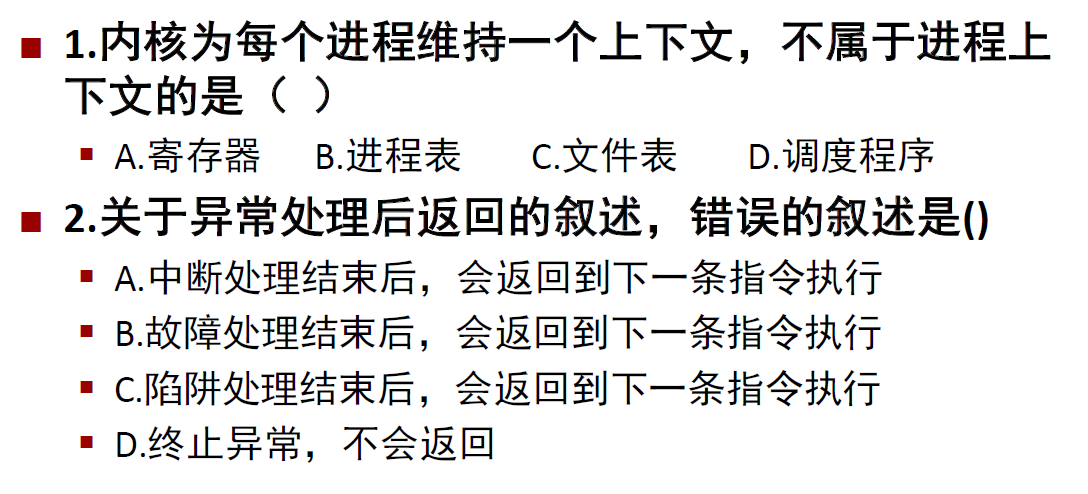 ■ 1.内核为每个进程维持一个上下文，不属于进程上
下文的是（ ）
▪ A.寄存器 B.进程表 C.文件表 D.调度程序
■ 2.关于异常处理后返回的叙述，错误的叙述是()
▪ A.中断处理结束后，会返回到下一条指令执行
▪ B.故障处理结束后，会返回到下一条指令执行
▪ C.陷阱处理结束后，会返回到下一条指令执行
▪ D.终止异常，不会返回